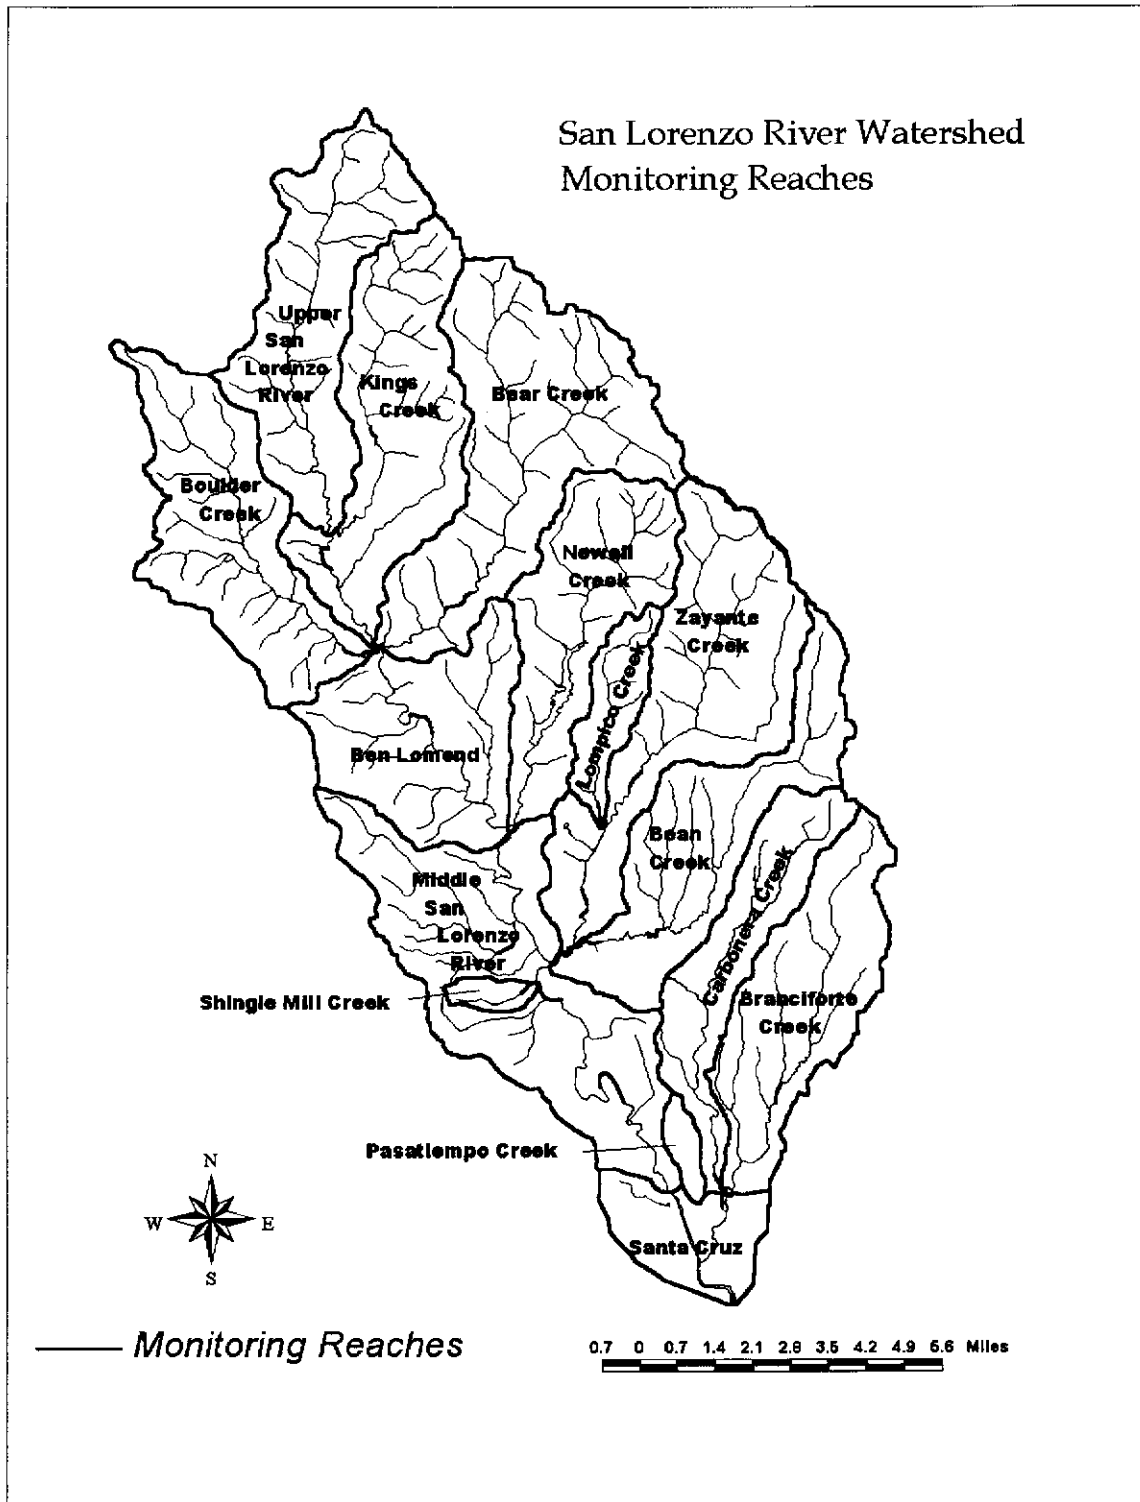 San Lorenzo River Watershed
Monitoring Reaches
Upper
San
Lorenzo
River
Kings
Creek
Bear Creek
Boulder
Creek
Newell
Creek
Zayante
Creek
Lompico Creek
Ben Lomond
Bean
Creek
Carbonera Creek
Middle
San
Lorenzo
River
Shingle Mill Creek
Branciforte
Creek
Pasatiempo Creek
Santa Cruz
N
W
E
S
Monitoring Reaches
0.7 0 0.7 1.4 2.1 2.8 3.5 4.2 4.9 5.6 Miles